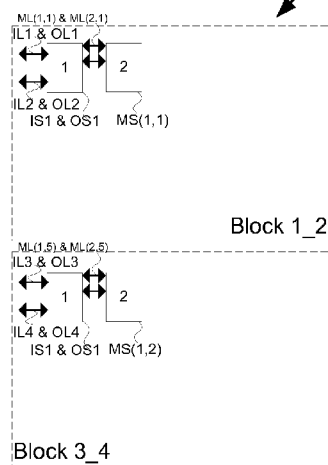 ML(1,1) & ML(2,1)
IL1 & OL1
1
2
IL2 & OL2
IS1 & OS1
MS(1,1)
Block 1_2
ML(1,5) & ML(2,5)
IL3 & OL3
1
2
IL4 & OL4
IS1 & OS1
MS(1,2)
Block 3_4